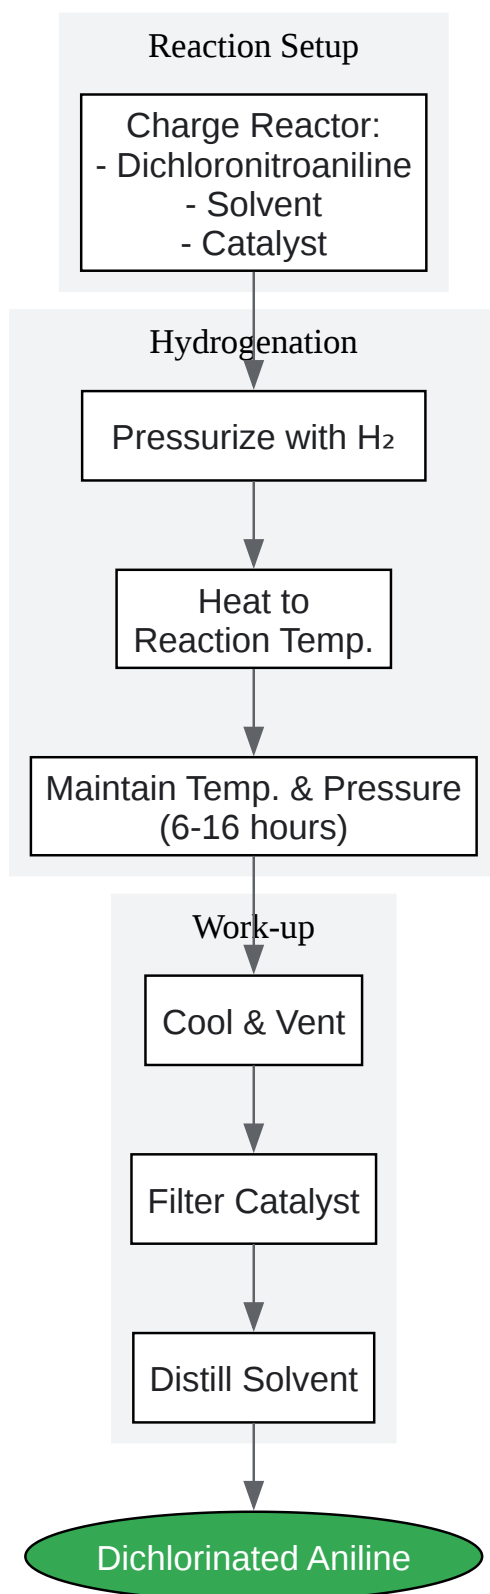 Reaction Setup
Charge Reactor:
- Dichloronitroaniline
- Solvent
- Catalyst
Hydrogenation
Pressurize with H₂
Heat to
Reaction Temp.
Maintain Temp. & Pressure
(6-16 hours)
Work-up
Cool & Vent
Filter Catalyst
Distill Solvent
Dichlorinated Aniline